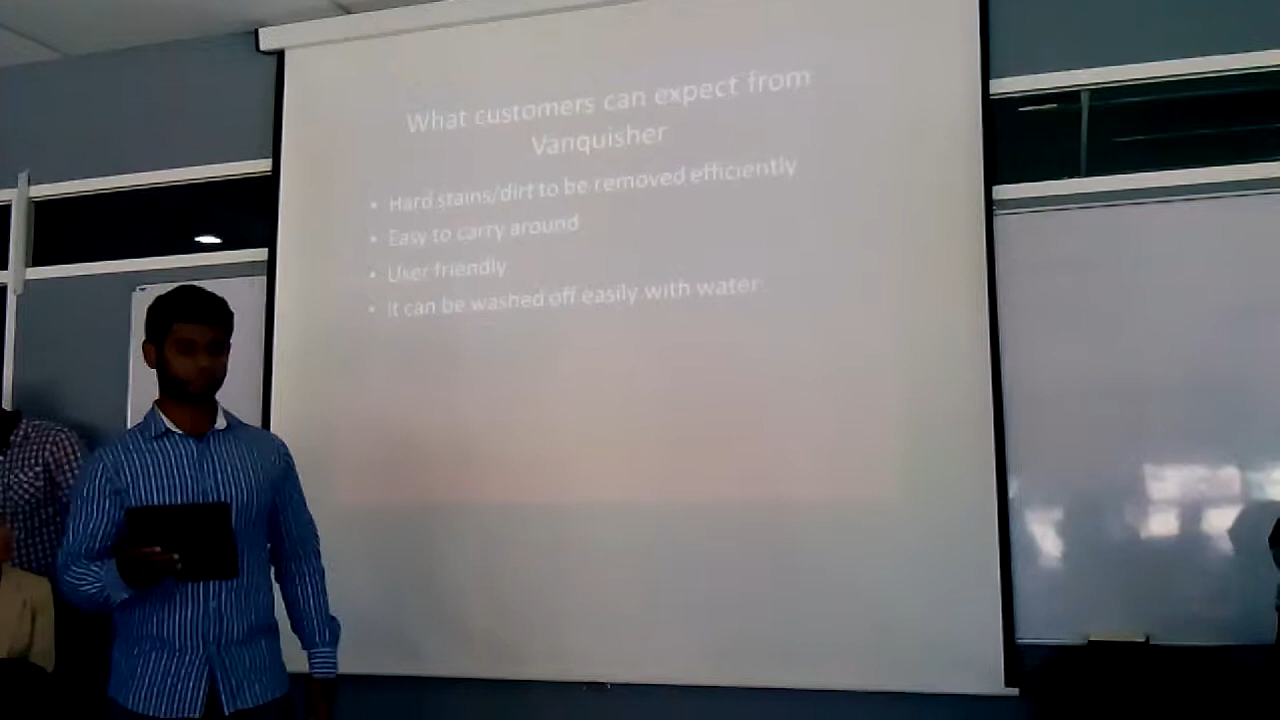 What customers can expect from
Vanquisher
• Hard stains/dirt to be removed efficiently
• Easy to carry around
• User friendly
• It can be washed off easily with water